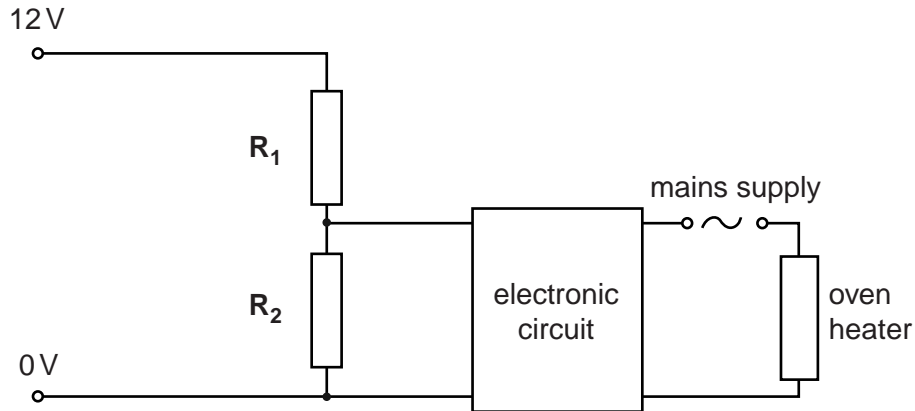 12 V
R1
mains supply
R2
electronic
circuit
oven
heater
0 V